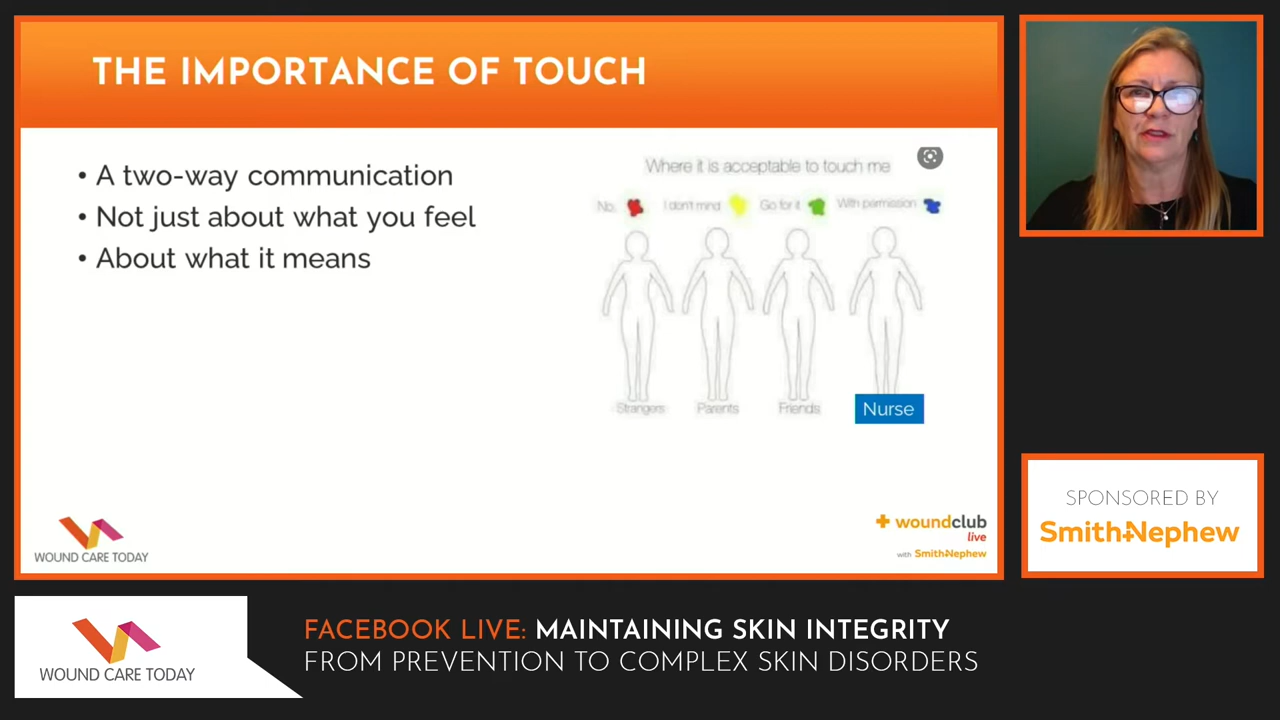 THE IMPORTANCE OF TOUCH
• A two-way communication
• Not just about what you feel
• About what it means
Where it is acceptable to touch me
No. I don't mind Go for it With permission
Strangers Parents Friends Nurse
WOUND CARE TODAY
woundclub
live
with Smith+Nephew
SPONSORED BY
Smith+Nephew
WOUND CARE TODAY
FACEBOOK LIVE: MAINTAINING SKIN INTEGRITY
FROM PREVENTION TO COMPLEX SKIN DISORDERS